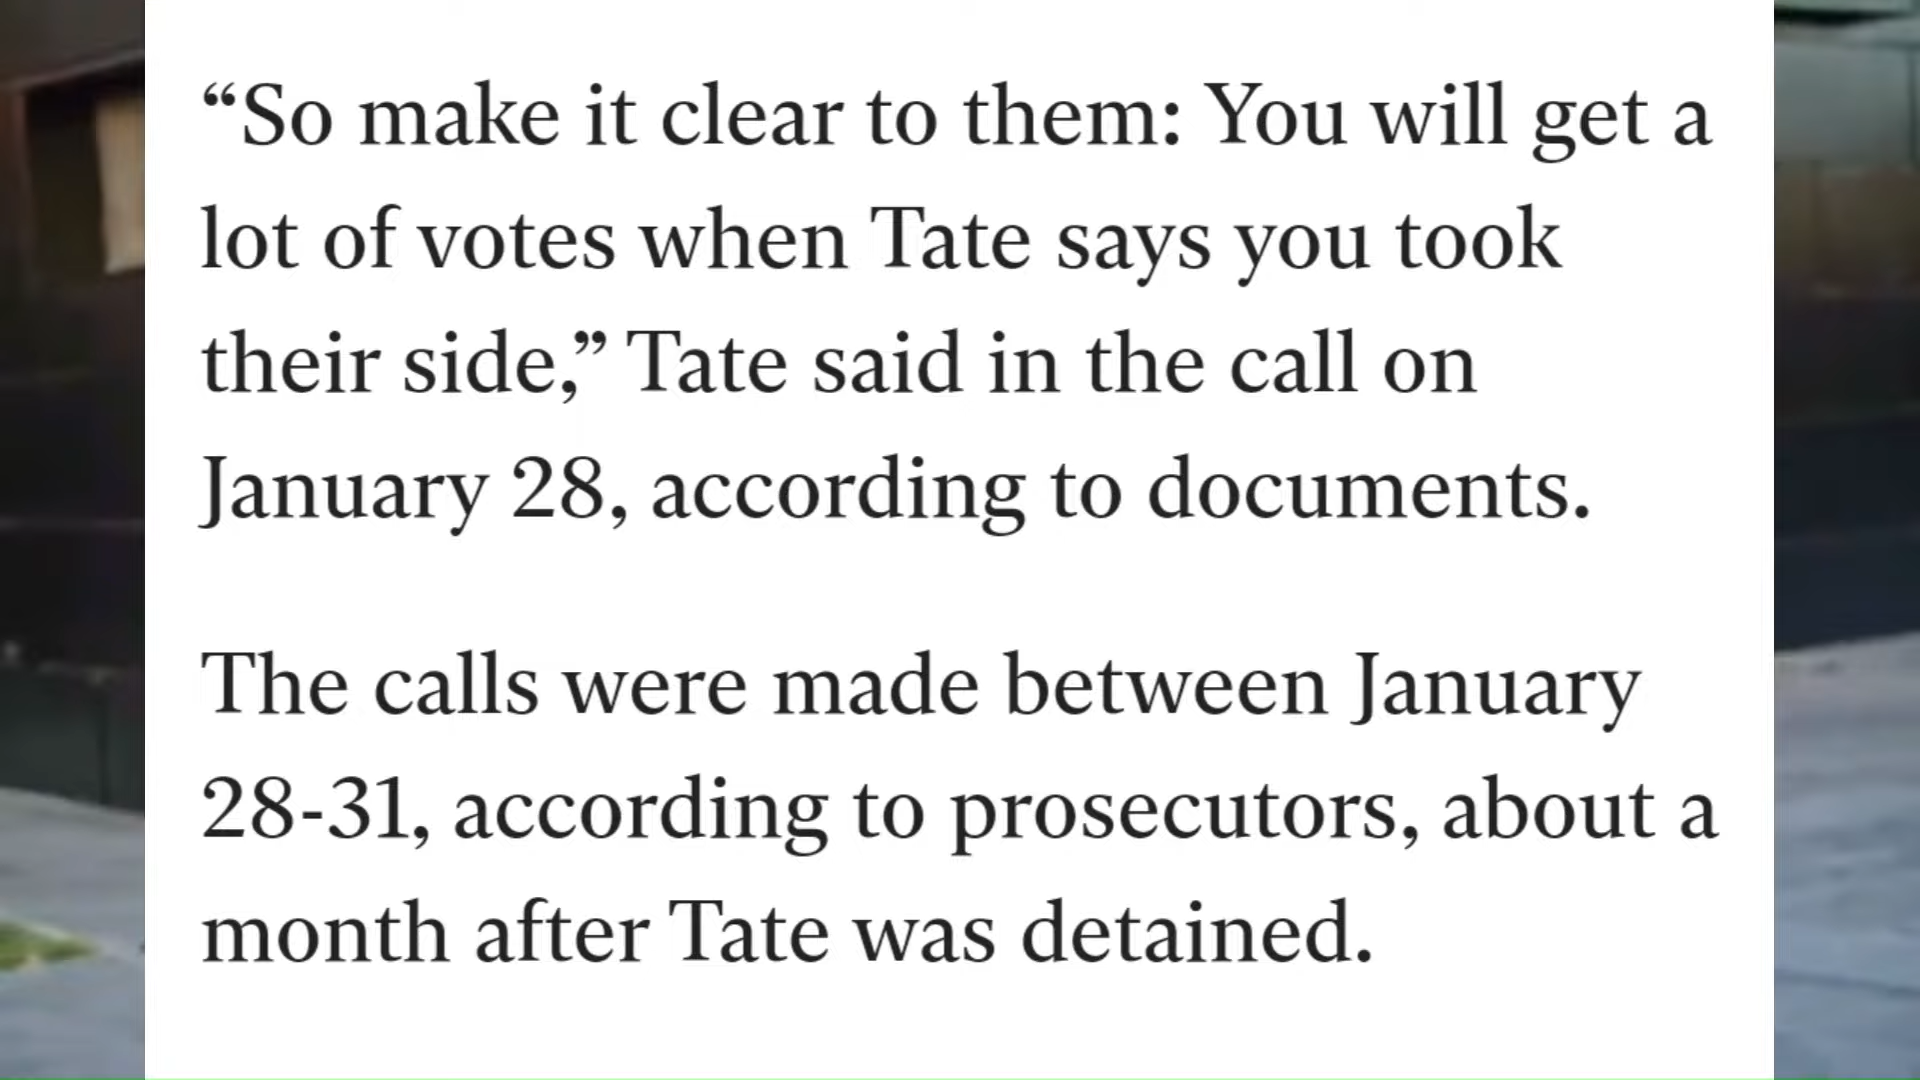 “So make it clear to them: You will get a
lot of votes when Tate says you took
their side,” Tate said in the call on
January 28, according to documents.
The calls were made between January
28-31, according to prosecutors, about a
month after Tate was detained.